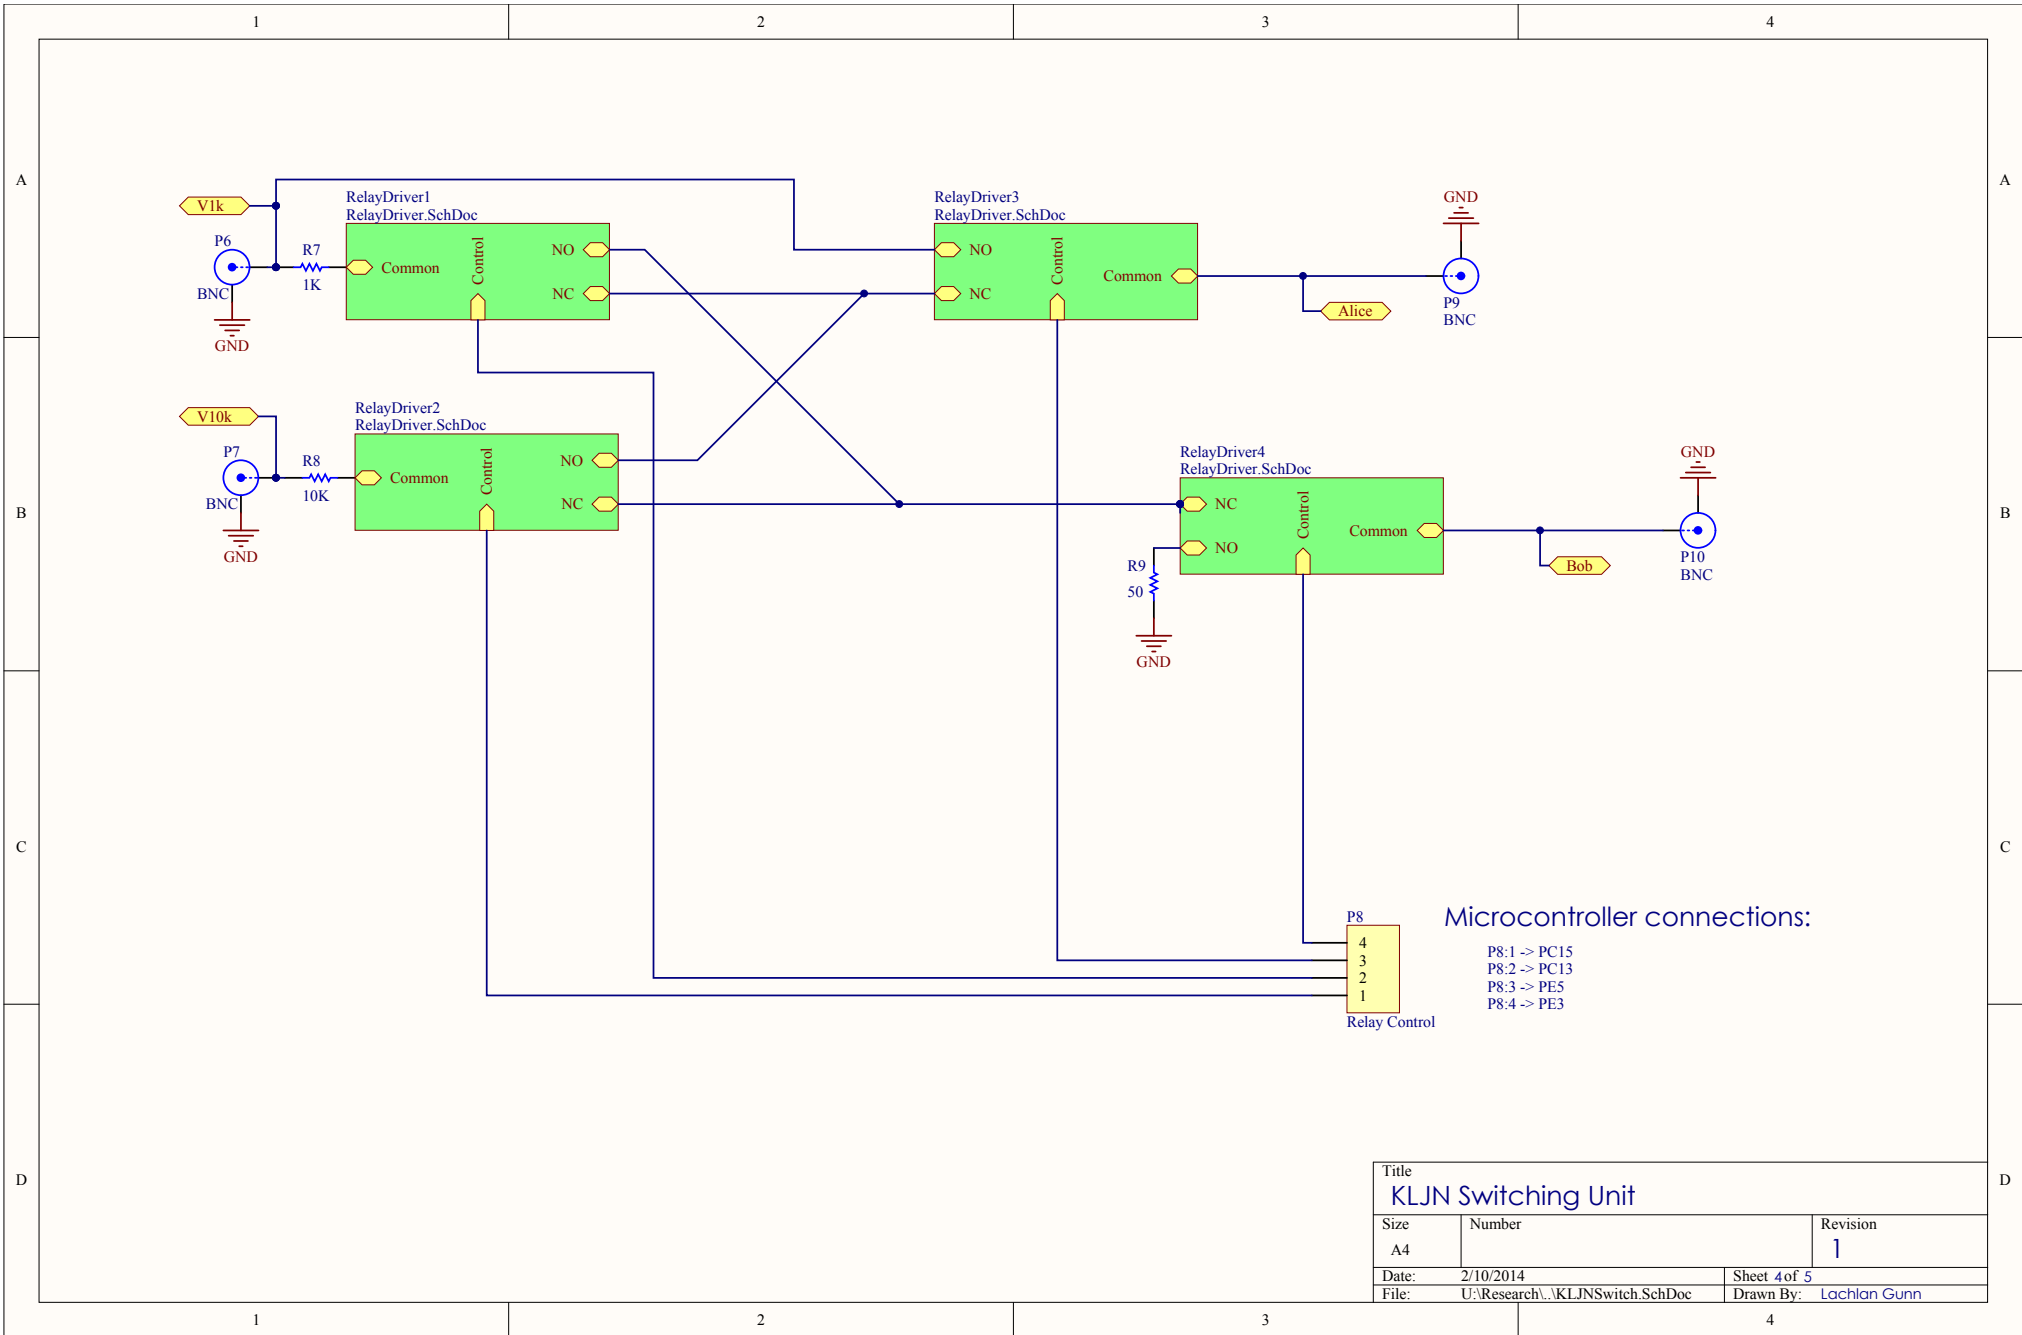 1 2 3 4
A A
V1k
RelayDriver1
RelayDriver.SchDoc
P6
BNC
GND
R7
1K
Common
Control
NO
NC
RelayDriver3
RelayDriver.SchDoc
NO
NC
Control
Common
GND
P9
BNC
Alice
V10k
RelayDriver2
RelayDriver.SchDoc
P7
BNC
GND
R8
10K
Common
Control
NO
NC
B B
RelayDriver4
RelayDriver.SchDoc
NC
NO
Control
Common
R9
50
GND
GND
P10
BNC
Bob
C C
P8
4
3
2
1
Relay Control
Microcontroller connections:
P8:1 -> PC15
P8:2 -> PC13
P8:3 -> PE5
P8:4 -> PE3
D D
Title
KLJN Switching Unit
Size Number Revision
A4 1
Date: 2/10/2014 Sheet 4 of 5
File: U:\Research\..\KLJNSwitch.SchDoc Drawn By: Lachlan Gunn
1 2 3 4